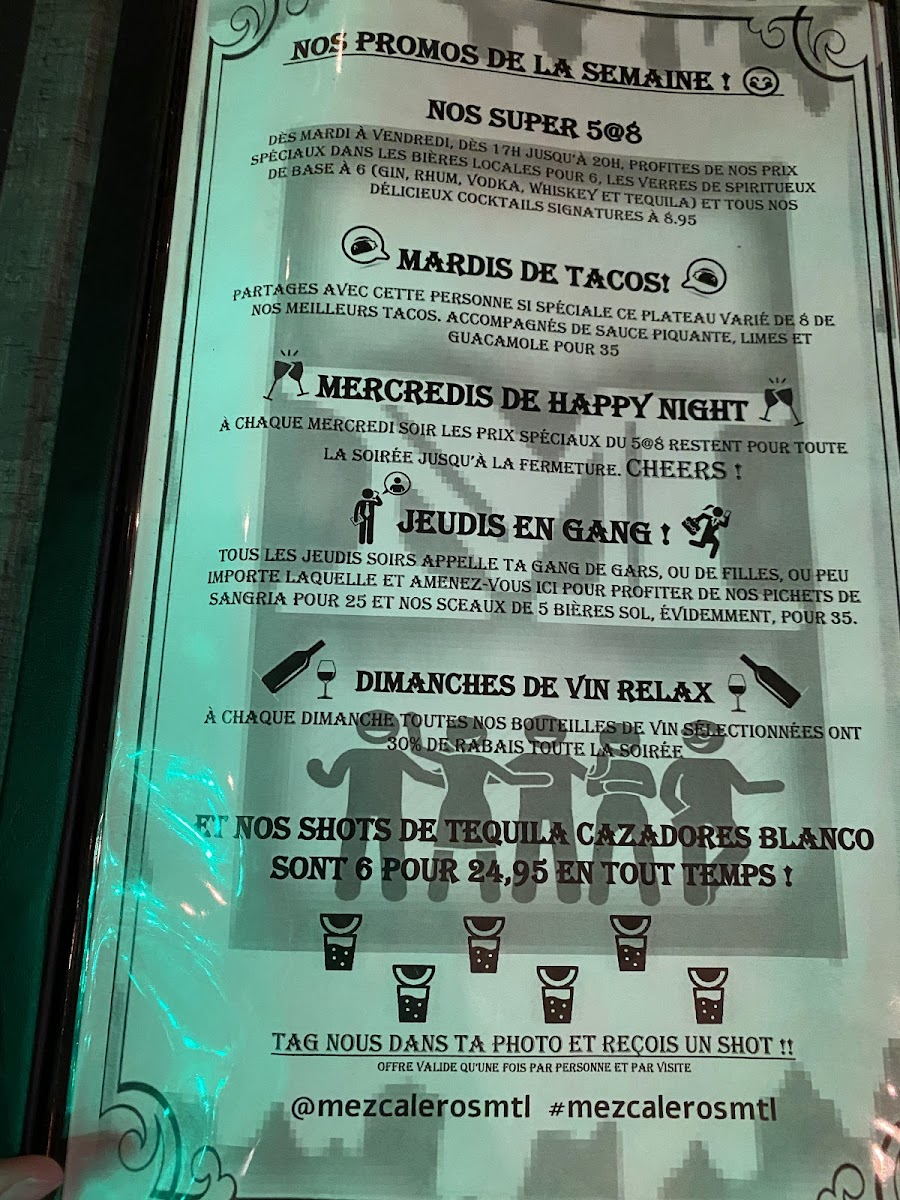 NOS PROMOS DE LA SEMAINE !
NOS SUPER 5@8
DÈS MARDI À VENDREDI, DÈS 17H JUSQU'À 20H, PROFITES DE NOS PRIX
SPÉCIAUX DANS LES BIÈRES LOCALES POUR 6, LES VERRES DE SPIRITUEUX
DE BASE À 6 (GIN, RHUM, VODKA, WHISKEY ET TEQUILA) ET TOUS NOS
DÉLICIEUX COCKTAILS SIGNATURES À 8.95
MARDIS DE TACOS!
PARTAGES AVEC CETTE PERSONNE SI SPÉCIALE CE PLATEAU VARIÉ DE 8 DE
NOS MEILLEURS TACOS. ACCOMPAGNÉS DE SAUCE PIQUANTE, LIMES ET
GUACAMOLE POUR 35
MERCREDIS DE HAPPY NIGHT
À CHAQUE MERCREDI SOIR LES PRIX SPÉCIAUX DU 5@8 RESTENT POUR TOUTE
LA SOIRÉE JUSQU'À LA FERMETURE. CHEERS !
JEUDIS EN GANG !
TOUS LES JEUDIS SOIRS APPELLE TA GANG DE GARS, OU DE FILLES, OU PEU
IMPORTE LAQUELLE ET AMENEZ-VOUS ICI POUR PROFITER DE NOS PICHETS DE
SANGRIA POUR 25 ET NOS SCEAUX DE 5 BIÈRES SOL, ÉVIDEMMENT, POUR 35.
DIMANCHES DE VIN RELAX
À CHAQUE DIMANCHE TOUTES NOS BOUTEILLES DE VIN SÉLECTIONNÉES ONT
30% DE RABAIS TOUTE LA SOIRÉE
ET NOS SHOTS DE TEQUILA CAZADORES BLANCO
SONT 6 POUR 24,95 EN TOUT TEMPS !
TAG NOUS DANS TA PHOTO ET REÇOIS UN SHOT !!
OFFRE VALIDE QU'UNE FOIS PAR PERSONNE ET PAR VISITE
@mezcalerosmtl #mezcalerosmtl